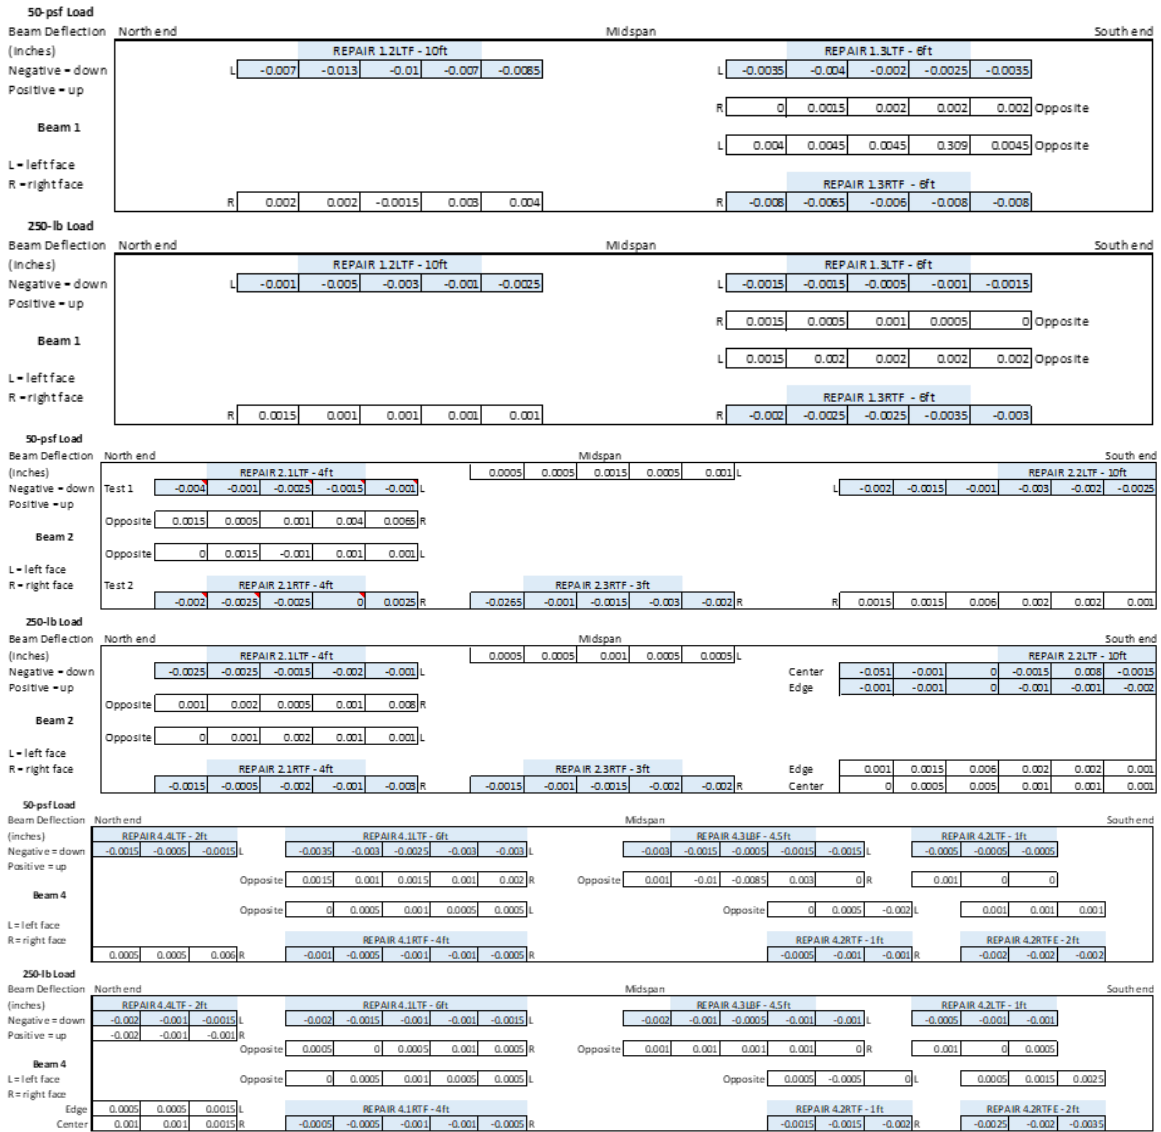 50-psf Load
Beam Deflection North end Midspan South end
(inches) REPAIR 1.2LTF - 10ft REPAIR 1.3LTF - 6ft
Negative = down L -0.007 -0.013 -0.01 -0.007 -0.0085 L -0.0035 -0.004 -0.002 -0.0025 -0.0035
Positive = up
R 0 0.0015 0.002 0.002 0.002 Opposite
Beam 1
L 0.004 0.0045 0.0045 0.309 0.0045 Opposite
L = left face
R = right face REPAIR 1.3RTF - 6ft
R 0.002 0.002 -0.0015 0.003 0.004 R -0.008 -0.0065 -0.006 -0.008 -0.008
250-lb Load
Beam Deflection North end Midspan South end
(inches) REPAIR 1.2LTF - 10ft REPAIR 1.3LTF - 6ft
Negative = down L -0.001 -0.005 -0.003 -0.001 -0.0025 L -0.0015 -0.0015 -0.0005 -0.001 -0.0015
Positive = up
R 0.0015 0.0005 0.001 0.0005 0 Opposite
Beam 1
L 0.0015 0.002 0.002 0.002 0.002 Opposite
L = left face
R = right face REPAIR 1.3RTF - 6ft
R 0.0015 0.001 0.001 0.001 0.001 R -0.002 -0.0025 -0.0025 -0.0035 -0.003
50-psf Load
Beam Deflection North end Midspan South end
(inches) REPAIR 2.1LTF - 4ft 0.0005 0.0005 0.0015 0.0005 0.001 L REPAIR 2.2LTF - 10ft
Negative = down Test 1 -0.004 -0.001 -0.0025 -0.0015 -0.001 L L -0.002 -0.0015 -0.001 -0.003 -0.002 -0.0025
Positive = up
Opposite 0.0015 0.0005 0.001 0.004 0.0065 R
Beam 2
Opposite 0 0.0015 -0.001 0.001 0.001 L
L = left face
R = right face Test 2 REPAIR 2.1RTF - 4ft REPAIR 2.3RTF - 3ft
-0.002 -0.0025 -0.0025 0 0.0025 R -0.0265 -0.001 -0.0015 -0.003 -0.002 R R 0.0015 0.0015 0.006 0.002 0.002 0.001
250-lb Load
Beam Deflection North end Midspan South end
(inches) REPAIR 2.1LTF - 4ft 0.0005 0.0005 0.001 0.0005 0.0005 L REPAIR 2.2LTF - 10ft
Negative = down -0.0025 -0.0025 -0.0015 -0.002 -0.001 L Center -0.051 -0.001 0 -0.0015 0.008 -0.0015
Positive = up Edge -0.001 -0.001 0 -0.001 -0.001 -0.002
Opposite 0.001 0.002 0.0005 0.001 0.008 R
Beam 2
Opposite 0 0.001 0.002 0.001 0.001 L
L = left face
R = right face REPAIR 2.1RTF - 4ft REPAIR 2.3RTF - 3ft Edge 0.001 0.0015 0.006 0.002 0.002 0.001
-0.0015 -0.0005 -0.002 -0.001 -0.003 R -0.0015 -0.001 -0.0015 -0.002 -0.002 R Center 0 0.0005 0.005 0.001 0.001 0.001
50-psf Load
Beam Deflection North end Midspan South end
(inches) REPAIR 4.4LTF - 2ft REPAIR 4.1LTF - 6ft REPAIR 4.3LBF - 4.5ft REPAIR 4.2LTF - 1ft
Negative = down -0.0015 -0.0005 -0.0015 L -0.0035 -0.003 -0.0025 -0.003 -0.003 L -0.003 -0.0015 -0.0005 -0.0015 -0.0015 L -0.0005 -0.0005 -0.0005
Positive = up
Opposite 0.0015 0.001 0.0015 0.001 0.002 R Opposite 0.001 -0.01 -0.0085 0.003 0 R 0.001 0 0
Beam 4
Opposite 0 0.0005 0.001 0.0005 0.0005 L Opposite 0 0.0005 -0.002 L 0.001 0.001 0.001
L = left face
R = right face REPAIR 4.1RTF - 4ft REPAIR 4.2RTF - 1ft REPAIR 4.2RTFE - 2ft
0.0005 0.0005 0.006 R -0.001 -0.0005 -0.001 -0.001 -0.0005 R -0.0005 -0.001 -0.001 R -0.002 -0.002 -0.002
250-lb Load
Beam Deflection North end Midspan South end
(inches) REPAIR 4.4LTF - 2ft REPAIR 4.1LTF - 6ft REPAIR 4.3LBF - 4.5ft REPAIR 4.2LTF - 1ft
Negative = down -0.002 -0.001 -0.0015 L -0.002 -0.0015 -0.001 -0.001 -0.0015 L -0.002 -0.001 -0.0005 -0.001 -0.001 L -0.0005 -0.001 -0.001
Positive = up -0.002 -0.001 -0.001 R
Opposite 0.0005 0 0.0005 0.001 0.0005 R Opposite 0.001 0.001 0.001 0.001 0 R 0.001 0 0.0005
Beam 4
L = left face Opposite 0 0.0005 0.001 0.0005 0.0005 L Opposite 0.0005 -0.0005 0 L 0.0005 0.0015 0.0025
R = right face
Edge 0.0005 0.0005 0.0015 L REPAIR 4.1RTF - 4ft REPAIR 4.2RTF - 1ft REPAIR 4.2RTFE - 2ft
Center 0.001 0.001 0.0015 R -0.0005 -0.0005 -0.001 -0.001 -0.0005 R -0.0015 -0.0015 -0.002 R -0.0025 -0.002 -0.0035